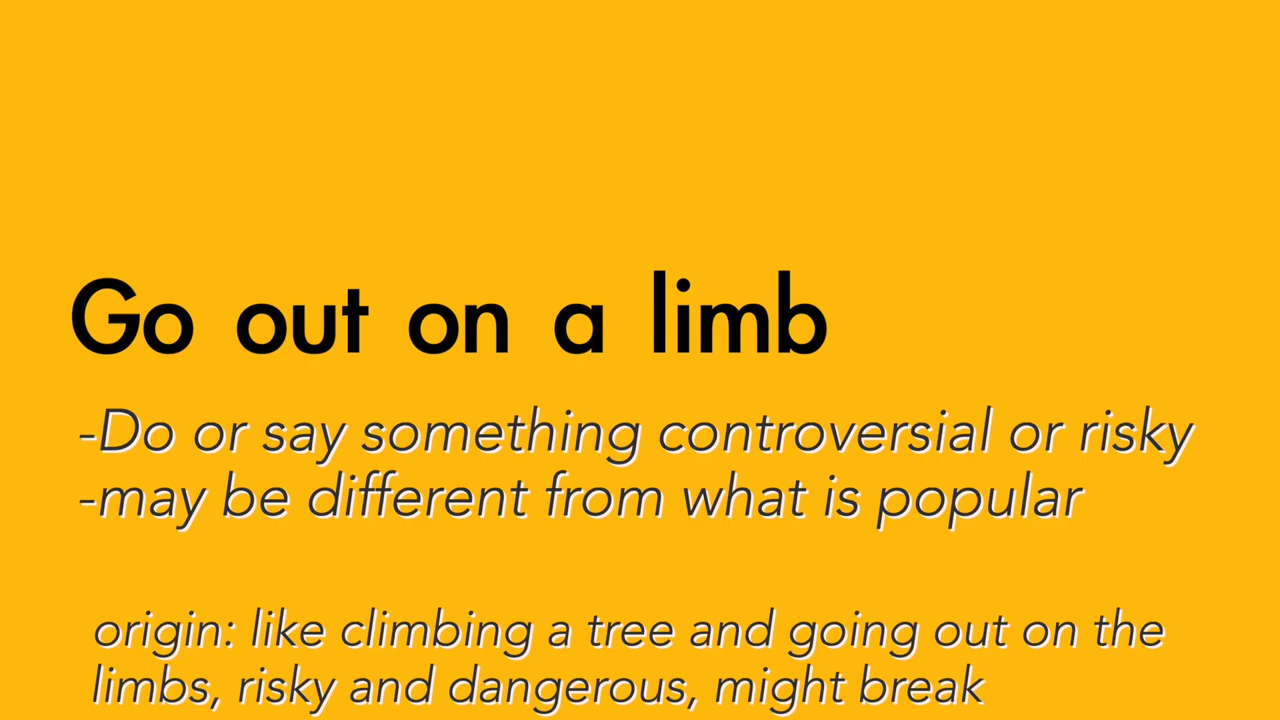 Go out on a limb
-Do or say something controversial or risky
-may be different from what is popular
origin: like climbing a tree and going out on the
limbs, risky and dangerous, might break